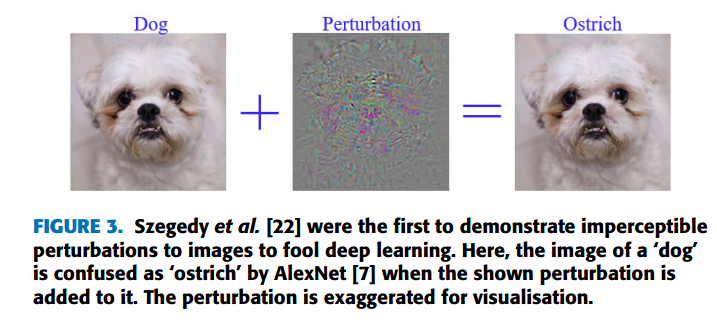 Dog Perturbation Ostrich
FIGURE 3. Szegedy et al. [22] were the first to demonstrate imperceptible
perturbations to images to fool deep learning. Here, the image of a ‘dog’
is confused as ‘ostrich’ by AlexNet [7] when the shown perturbation is
added to it. The perturbation is exaggerated for visualisation.